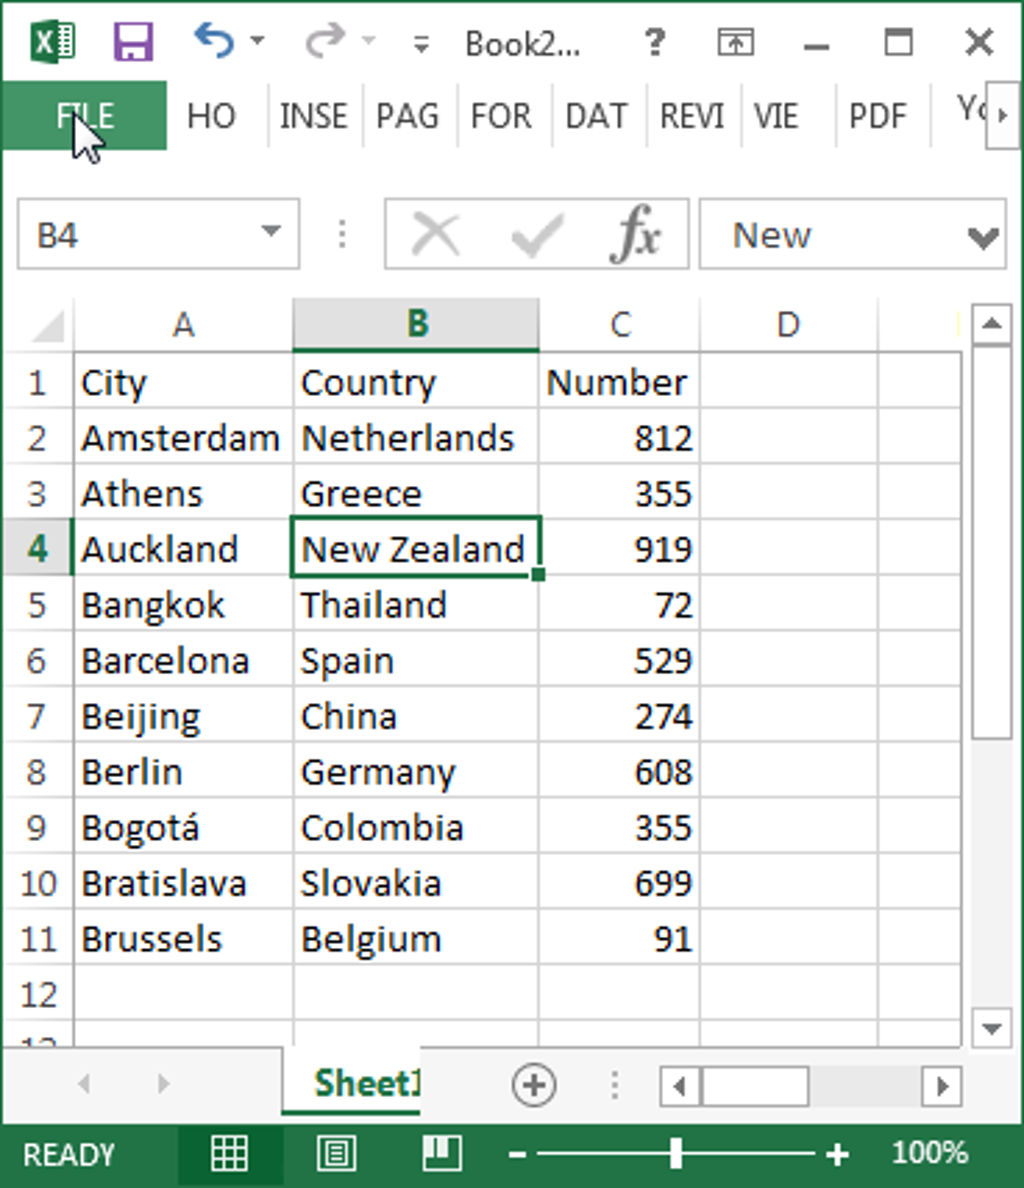 Book2... ?
FILE HO INSE PAG FOR DAT REVI VIE PDF
B4 fx New
A B C D
1 City Country Number
2 Amsterdam Netherlands 812
3 Athens Greece 355
4 Auckland New Zealand 919
5 Bangkok Thailand 72
6 Barcelona Spain 529
7 Beijing China 274
8 Berlin Germany 608
9 Bogotá Colombia 355
10 Bratislava Slovakia 699
11 Brussels Belgium 91
12
Sheet1
READY 100%